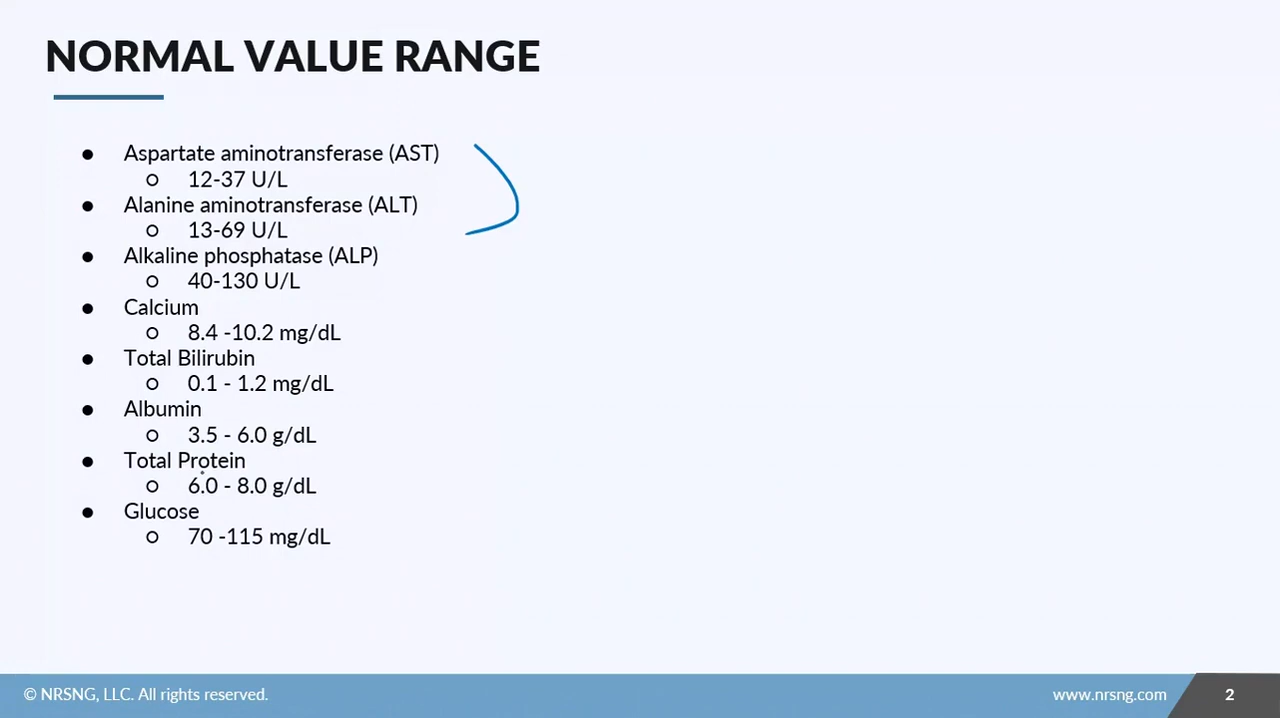 NORMAL VALUE RANGE
● Aspartate aminotransferase (AST)
○ 12-37 U/L
● Alanine aminotransferase (ALT)
○ 13-69 U/L
● Alkaline phosphatase (ALP)
○ 40-130 U/L
● Calcium
○ 8.4 -10.2 mg/dL
● Total Bilirubin
○ 0.1 - 1.2 mg/dL
● Albumin
○ 3.5 - 6.0 g/dL
● Total Protein
○ 6.0 - 8.0 g/dL
● Glucose
○ 70 -115 mg/dL
© NRSNG, LLC. All rights reserved.
www.nrsng.com
2